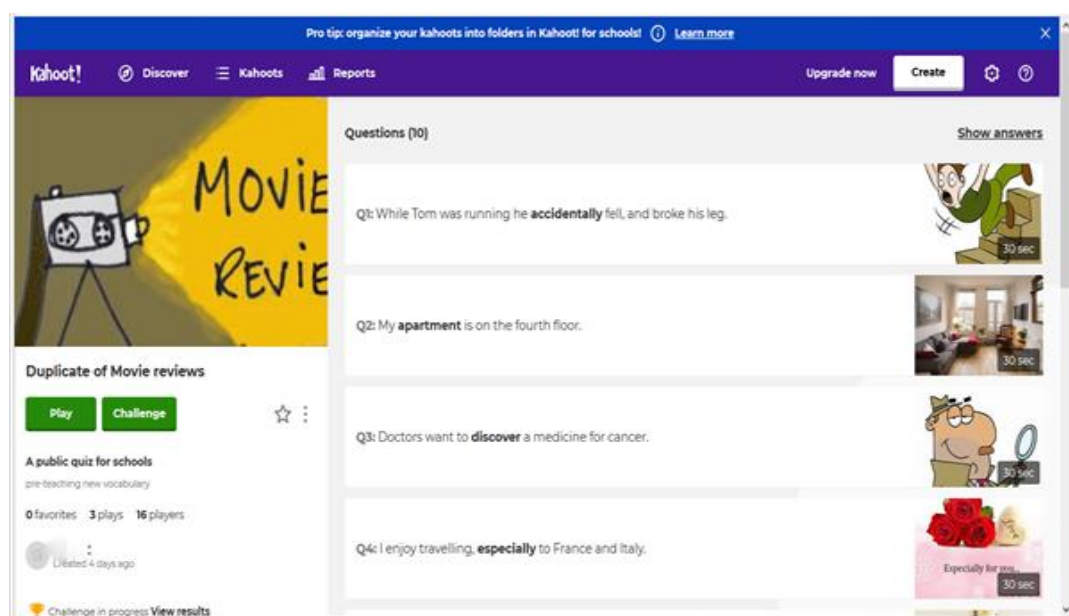 Pro tip: organize your kahoots into folders in Kahoot! for schools! Learn more
Kahoot! Discover Kahoots Reports Upgrade now Create
MOVIE
REVIE
Duplicate of Movie reviews
Play Challenge
A public quiz for schools
pre-teaching new vocabulary
0 favorites 3 plays 16 players
Created 4 days ago
Challenge in progress View results
Questions (10) Show answers
Q1: While Tom was running he accidentally fell, and broke his leg.
30 sec
Q2: My apartment is on the fourth floor.
30 sec
Q3: Doctors want to discover a medicine for cancer.
30 sec
Q4: I enjoy travelling, especially to France and Italy.
Especially for you...
30 sec